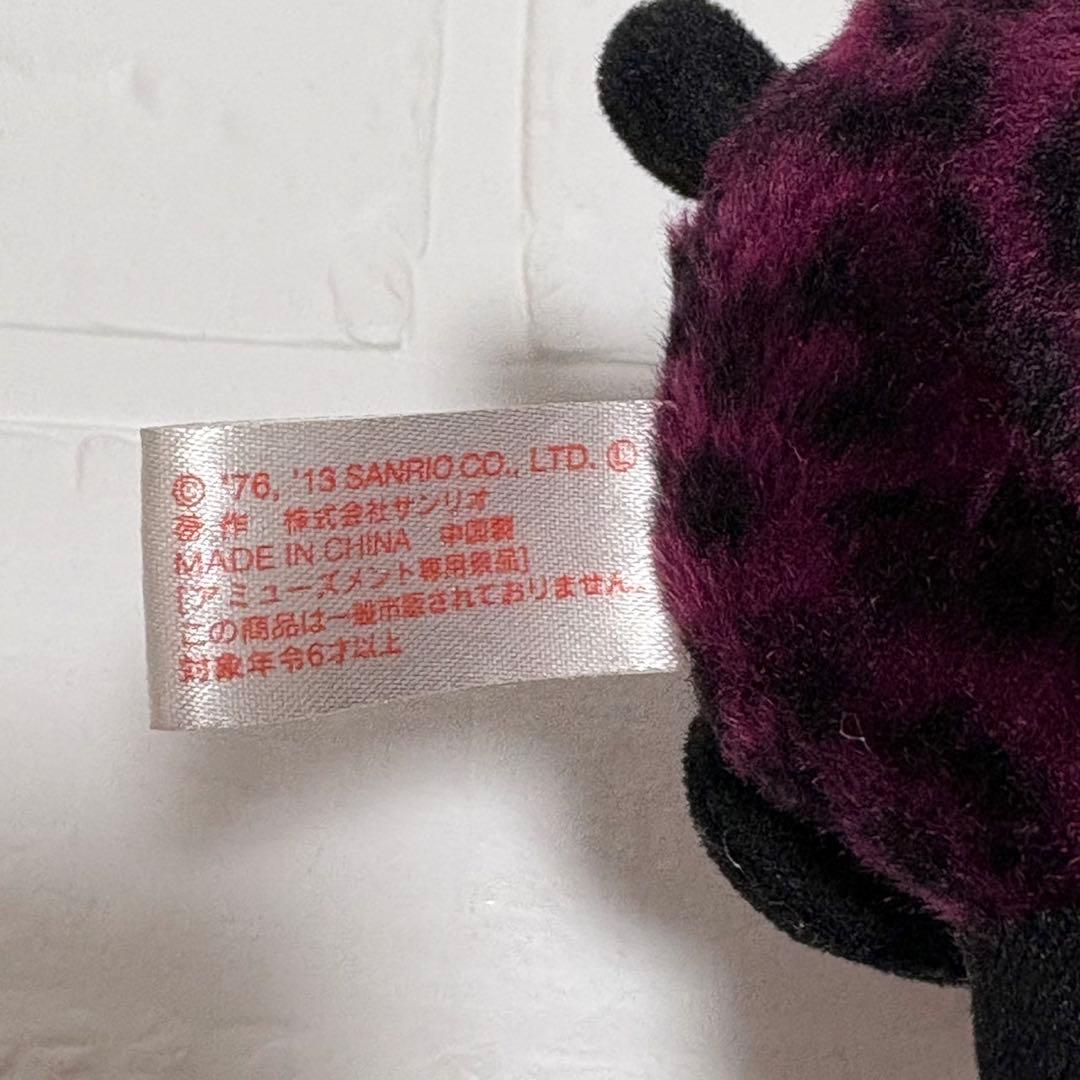 © '76, '13 SANRIO CO., LTD. Ⓛ
著 作 株式会社サンリオ
MADE IN CHINA 中国製
[アミューズメント専用景品]
この商品は一般市販されておりません。
対象年令6才以上